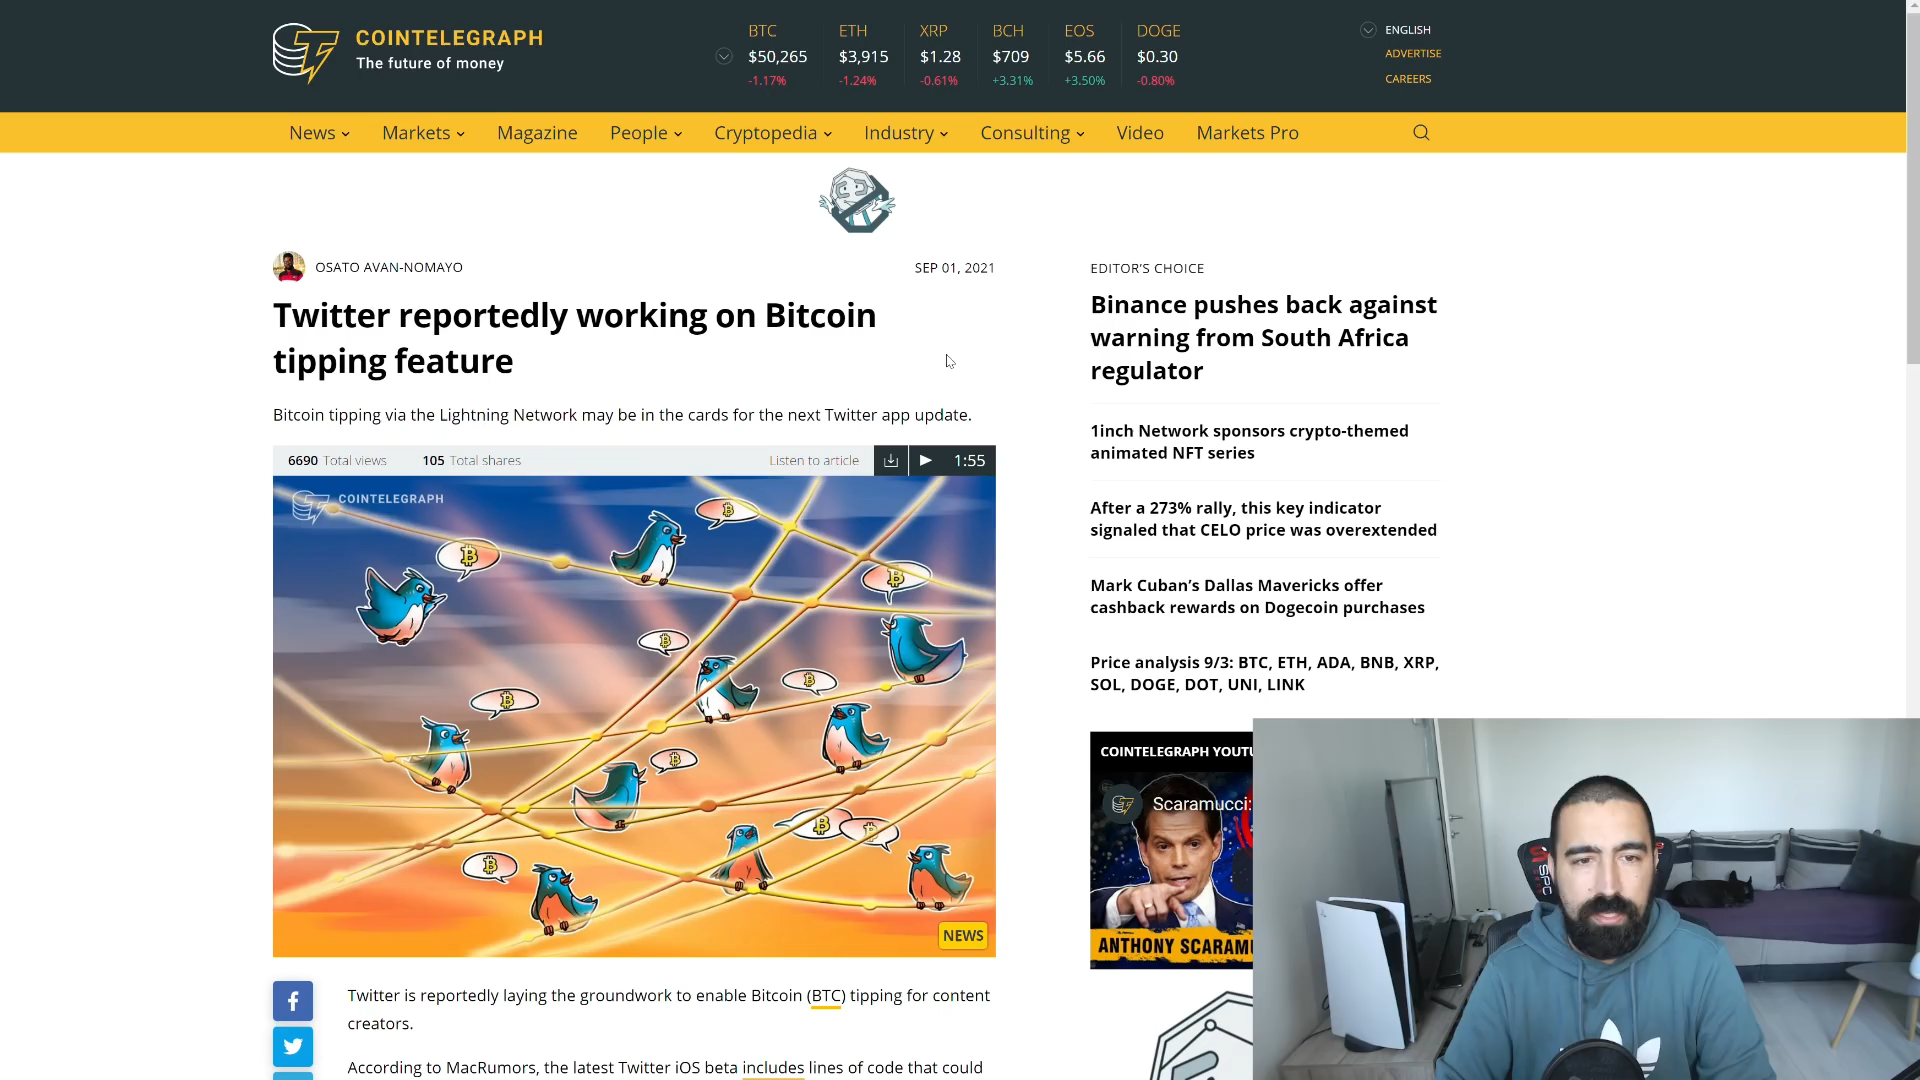 COINTELEGRAPH
The future of money
BTC
$50,265
-1.17%
ETH
$3,915
-1.24%
XRP
$1.28
-0.61%
BCH
$709
+3.31%
EOS
$5.66
+3.50%
DOGE
$0.30
-0.80%
ENGLISH
ADVERTISE
CAREERS
News Markets Magazine People Cryptopedia Industry Consulting Video Markets Pro
OSATO AVAN-NOMAYO
SEP 01, 2021
Twitter reportedly working on Bitcoin
tipping feature
Bitcoin tipping via the Lightning Network may be in the cards for the next Twitter app update.
6690 Total views 105 Total shares Listen to article 1:55
COINTELEGRAPH
NEWS
Twitter is reportedly laying the groundwork to enable Bitcoin (BTC) tipping for content
creators.
According to MacRumors, the latest Twitter iOS beta includes lines of code that could
EDITOR'S CHOICE
Binance pushes back against
warning from South Africa
regulator
1inch Network sponsors crypto-themed
animated NFT series
After a 273% rally, this key indicator
signaled that CELO price was overextended
Mark Cuban's Dallas Mavericks offer
cashback rewards on Dogecoin purchases
Price analysis 9/3: BTC, ETH, ADA, BNB, XRP,
SOL, DOGE, DOT, UNI, LINK
COINTELEGRAPH YOUTU
Scaramucci:
ANTHONY SCARAM
SPC